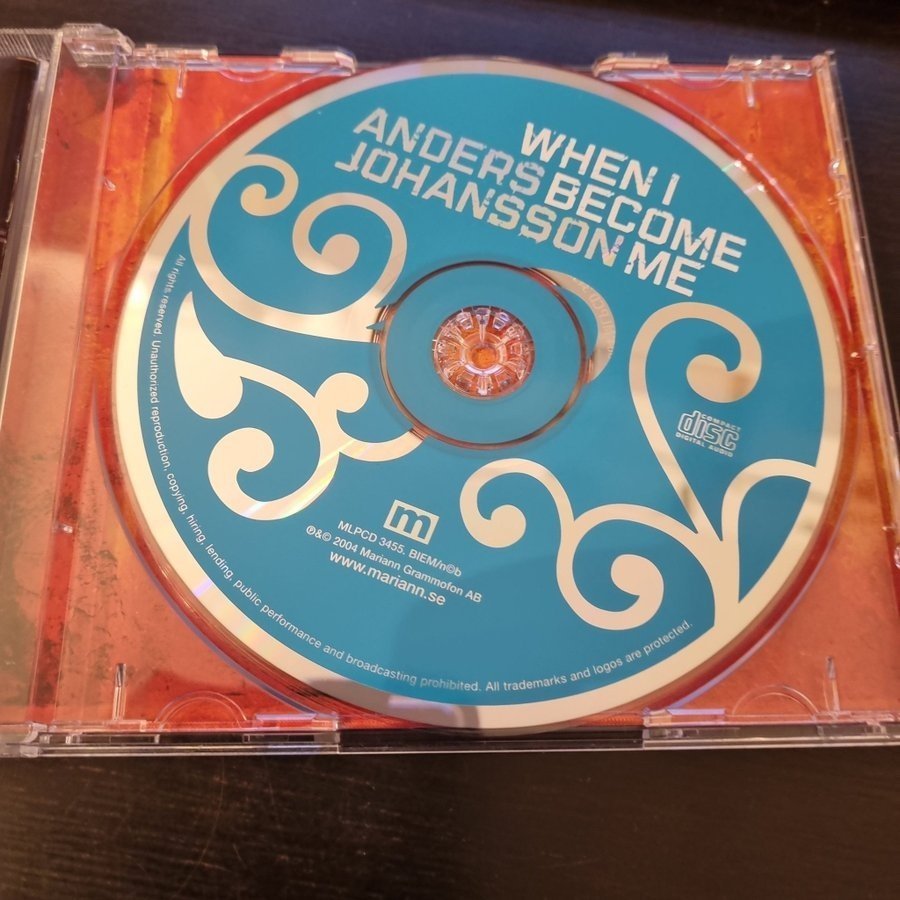 ANDERS
JOHANSSON
WHEN I
BECOME
ME
COMPACT
disc
DIGITAL AUDIO
m
MLPCD 3455. BIEM/n©b
℗&© 2004 Mariann Grammofon AB
www.mariann.se
All rights reserved. Unauthorized reproduction, copying, hiring, lending, public performance and broadcasting prohibited. All trademarks and logos are protected.